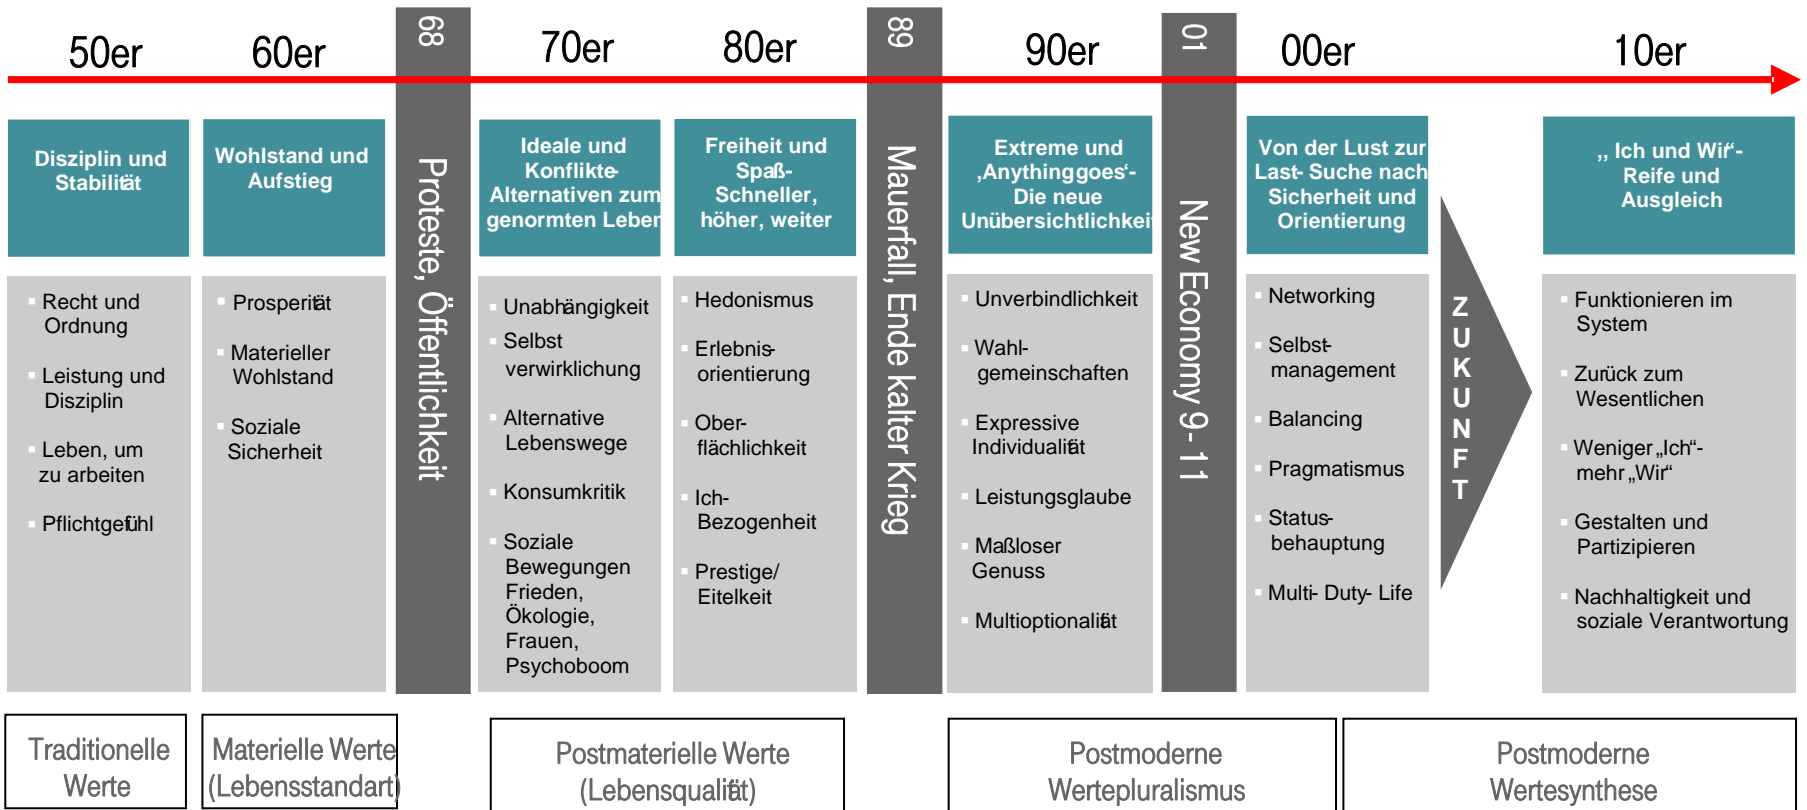 50er
60er
68
70er
80er
89
90er
01
00er
10er
Disziplin und
Stabilität
Wohlstand und
Aufstieg
Proteste, Öffentlichkeit
Ideale und
Konflikte-
Alternativen zum
genormten Leben
Freiheit und
Spaß-
Schneller,
höher, weiter
Mauerfall, Ende kalter Krieg
Extreme und
‚Anythinggoes‘-
Die neue
Unübersichtlichkeit
New Economy 9- 11
Von der Lust zur
Last- Suche nach
Sicherheit und
Orientierung
ZUKUNFT
,, Ich und Wir“-
Reife und
Ausgleich
▪ Recht und
Ordnung
▪ Leistung und
Disziplin
▪ Leben, um
zu arbeiten
▪ Pflichtgefühl
▪ Prosperität
▪ Materieller
Wohlstand
▪ Soziale
Sicherheit
▪ Unabhängigkeit
▪ Selbst
verwirklichung
▪ Alternative
Lebenswege
▪ Konsumkritik
▪ Soziale
Bewegungen
Frieden,
Ökologie,
Frauen,
Psychoboom
▪ Hedonismus
▪ Erlebnis-
orientierung
▪ Ober-
flächlichkeit
▪ Ich-
Bezogenheit
▪ Prestige/
Eitelkeit
▪ Unverbindlichkeit
▪ Wahl-
gemeinschaften
▪ Expressive
Individualität
▪ Leistungsglaube
▪ Maßloser
Genuss
▪ Multioptionalität
▪ Networking
▪ Selbst-
management
▪ Balancing
▪ Pragmatismus
▪ Status-
behauptung
▪ Multi- Duty- Life
▪ Funktionieren im
System
▪ Zurück zum
Wesentlichen
▪ Weniger „Ich“-
mehr „Wir“
▪ Gestalten und
Partizipieren
▪ Nachhaltigkeit und
soziale Verantwortung
Traditionelle
Werte
Materielle Werte
(Lebensstandart)
Postmaterielle Werte
(Lebensqualität)
Postmoderne
Wertepluralismus
Postmoderne
Wertesynthese